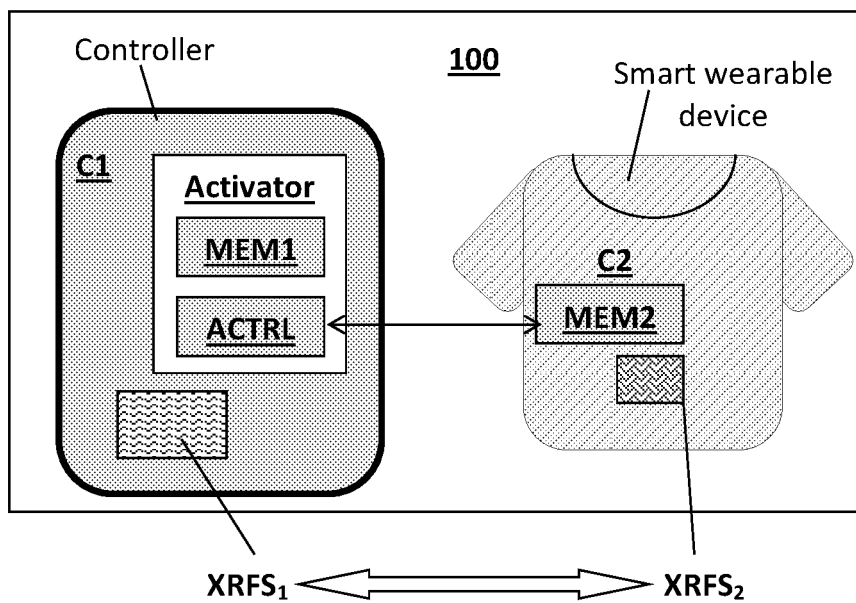 Controller
100
Smart wearable
device
C1
Activator
MEM1
ACTRL
C2
MEM2
XRFS₁
XRFS₂